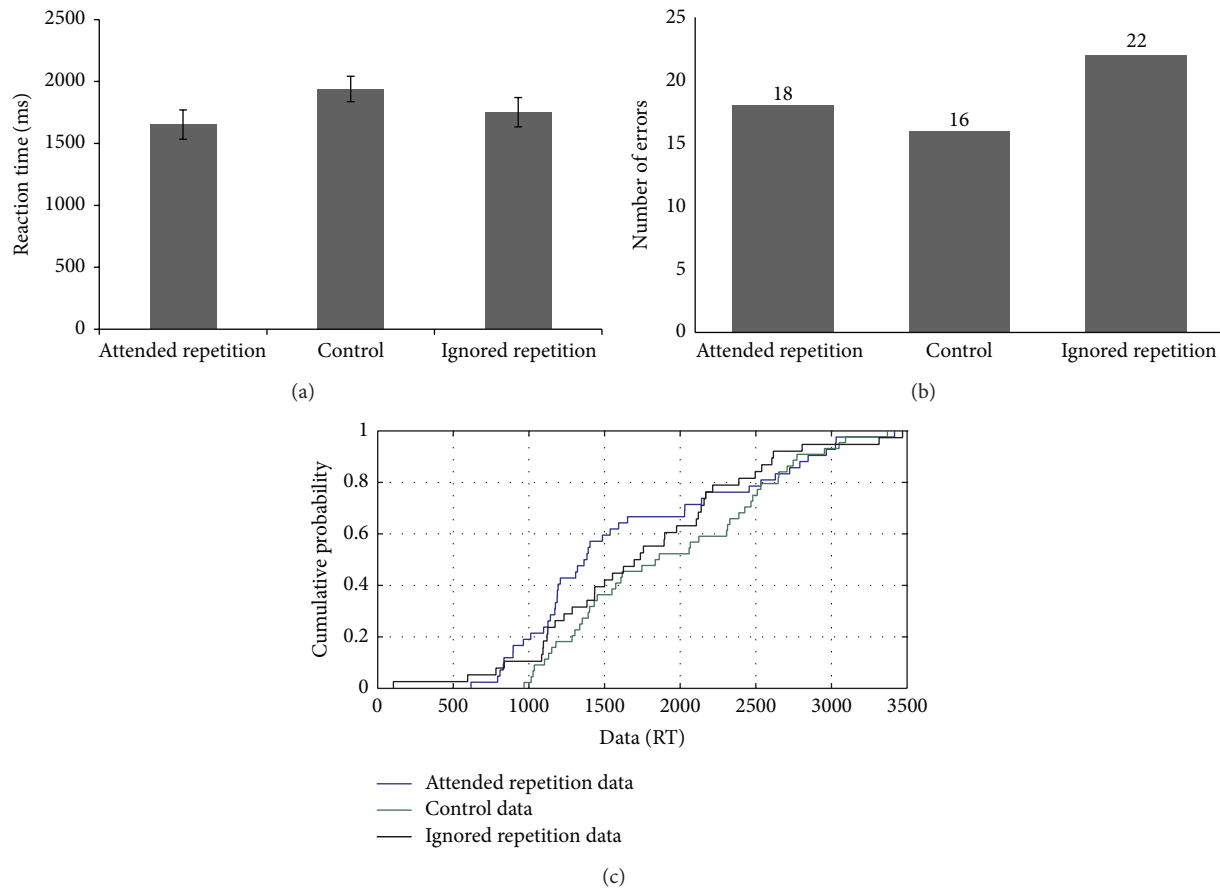 2500
2000
1500
1000
500
0
Reaction time (ms)
Attended repetition
Control
Ignored repetition
(a)
25
20
15
10
5
0
Number of errors
18
16
22
Attended repetition
Control
Ignored repetition
(b)
1
0.8
0.6
0.4
0.2
0
Cumulative probability
0 500 1000 1500 2000 2500 3000 3500
Data (RT)
Attended repetition data
Control data
Ignored repetition data
(c)